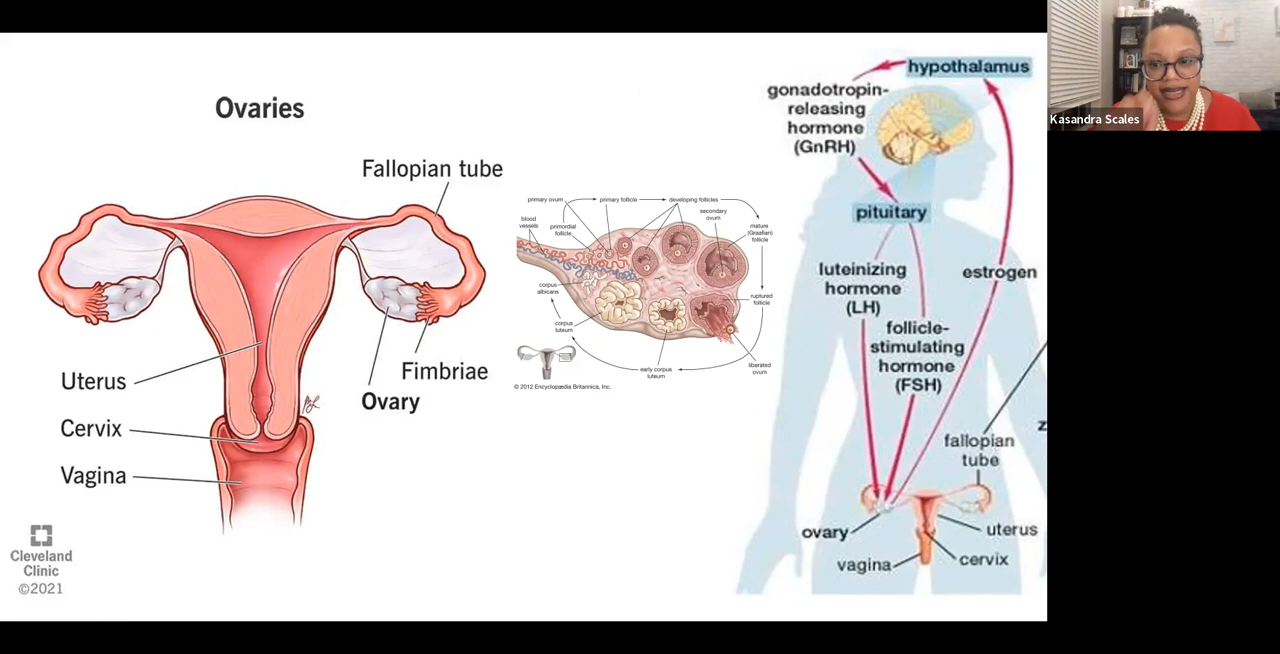 Ovaries
Fallopian tube
Uterus
Cervix
Vagina
Fimbriae
Ovary
Cleveland
Clinic
©2021
primary ovum
primary follicle
developing follicles
blood
vessels
primordial
follicle
secondary
ovum
mature
(Graafian)
follicle
corpus
albicans
ruptured
follicle
corpus
luteum
early corpus
luteum
liberated
ovum
© 2012 Encyclopædia Britannica, Inc.
hypothalamus
gonadotropin-
releasing
hormone
(GnRH)
pituitary
luteinizing
hormone
(LH)
estrogen
follicle-
stimulating
hormone
(FSH)
fallopian
tube
ovary
uterus
vagina
cervix
Kasandra Scales